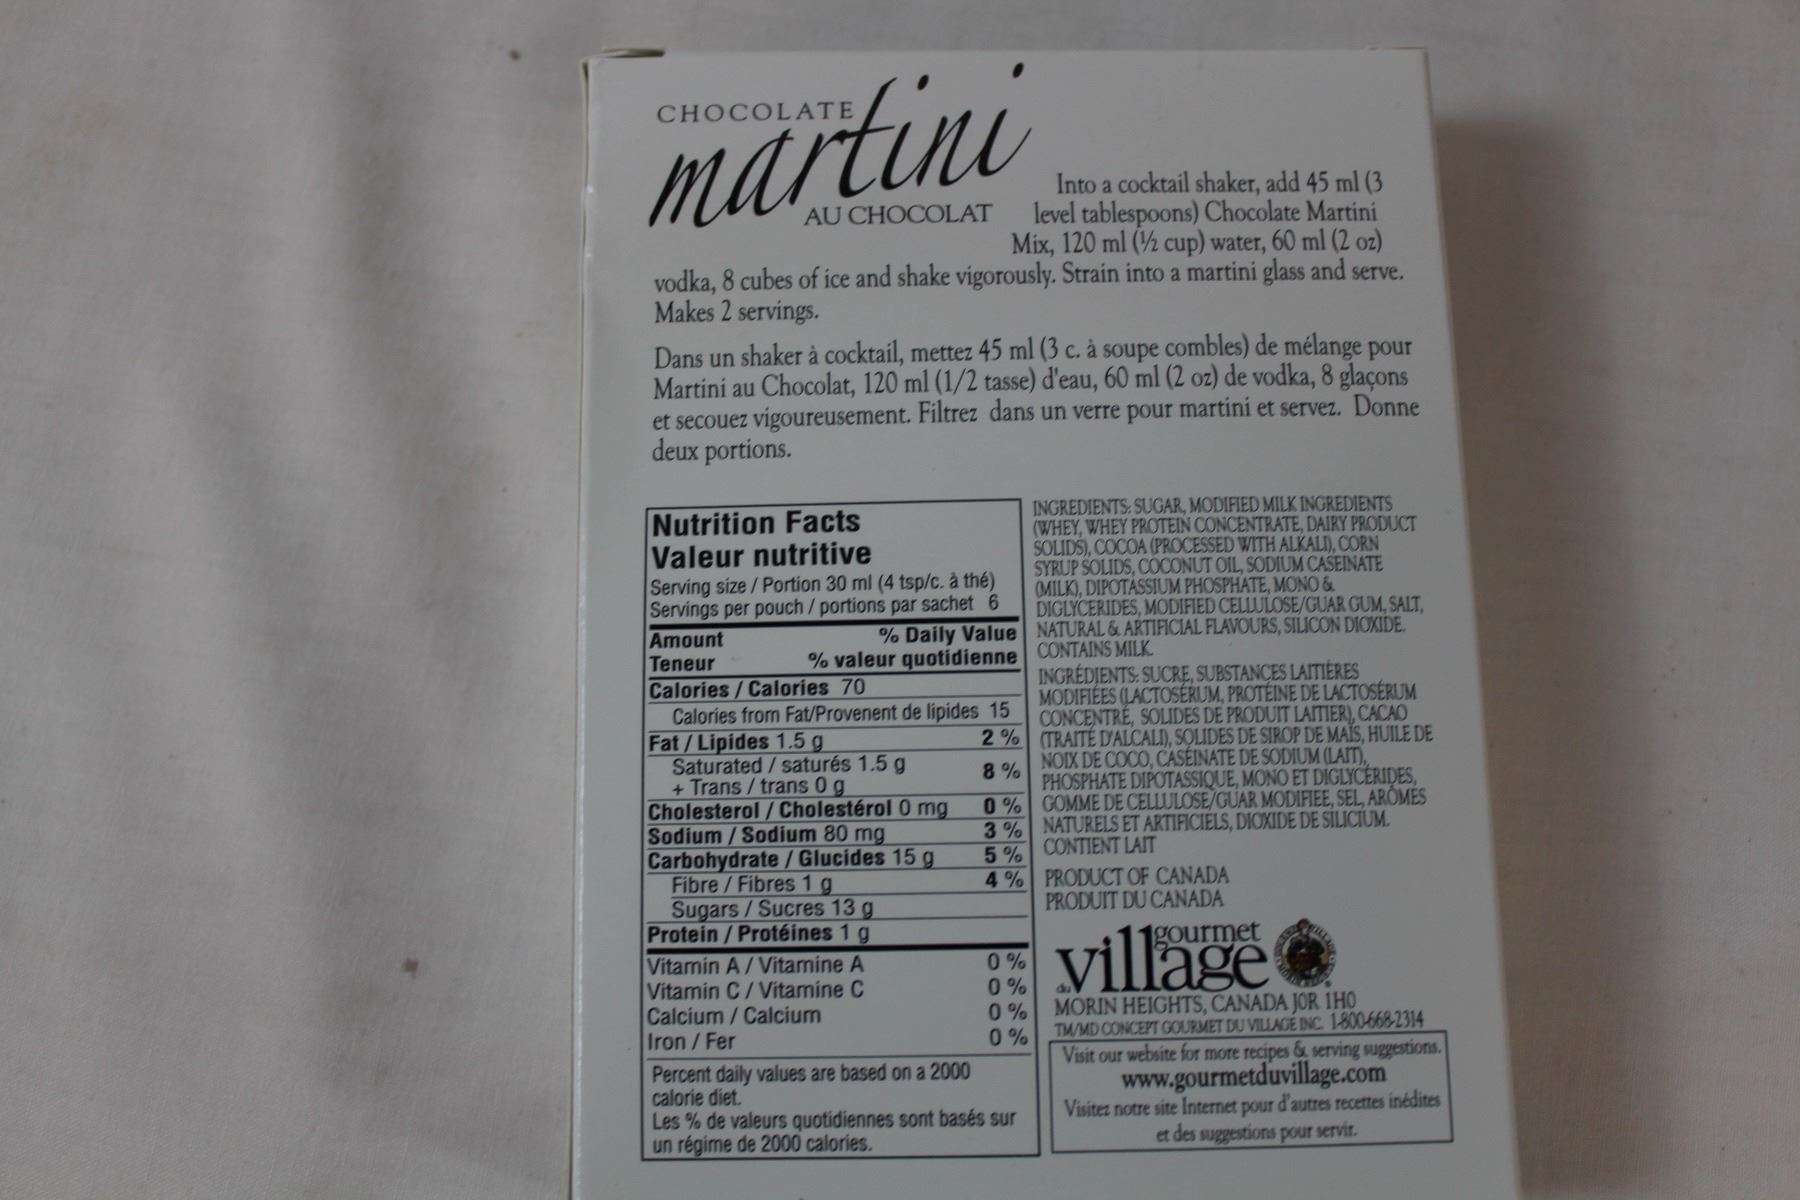 CHOCOLATE
martini
AU CHOCOLAT
Into a cocktail shaker, add 45 ml (3
level tablespoons) Chocolate Martini
Mix, 120 ml (½ cup) water, 60 ml (2 oz)
vodka, 8 cubes of ice and shake vigorously. Strain into a martini glass and serve.
Makes 2 servings.
Dans un shaker à cocktail, mettez 45 ml (3 c. à soupe combles) de mélange pour
Martini au Chocolat, 120 ml (1/2 tasse) d'eau, 60 ml (2 oz) de vodka, 8 glaçons
et secouez vigoureusement. Filtrez dans un verre pour martini et servez. Donne
deux portions.
Nutrition Facts
Valeur nutritive
Serving size / Portion 30 ml (4 tsp/c. à thé)
Servings per pouch / portions par sachet 6
Amount % Daily Value
Teneur % valeur quotidienne
Calories / Calories 70
Calories from Fat/Provenent de lipides 15
Fat / Lipides 1.5 g 2 %
Saturated / saturés 1.5 g
+ Trans / trans 0 g 8 %
Cholesterol / Cholestérol 0 mg 0 %
Sodium / Sodium 80 mg 3 %
Carbohydrate / Glucides 15 g 5 %
Fibre / Fibres 1 g 4 %
Sugars / Sucres 13 g
Protein / Protéines 1 g
Vitamin A / Vitamine A 0 %
Vitamin C / Vitamine C 0 %
Calcium / Calcium 0 %
Iron / Fer 0 %
Percent daily values are based on a 2000
calorie diet.
Les % de valeurs quotidiennes sont basés sur
un régime de 2000 calories.
INGREDIENTS: SUGAR, MODIFIED MILK INGREDIENTS
(WHEY, WHEY PROTEIN CONCENTRATE, DAIRY PRODUCT
SOLIDS), COCOA (PROCESSED WITH ALKALI), CORN
SYRUP SOLIDS, COCONUT OIL, SODIUM CASEINATE
(MILK), DIPOTASSIUM PHOSPHATE, MONO &
DIGLYCERIDES, MODIFIED CELLULOSE/GUAR GUM, SALT,
NATURAL & ARTIFICIAL FLAVOURS, SILICON DIOXIDE.
CONTAINS MILK.
INGRÉDIENTS: SUCRE, SUBSTANCES LAITIÈRES
MODIFIÉES (LACTOSÉRUM, PROTÉINE DE LACTOSÉRUM
CONCENTRÉ, SOLIDES DE PRODUIT LAITIER), CACAO
(TRAITÉ D'ALCALI), SOLIDES DE SIROP DE MAÏS, HUILE DE
NOIX DE COCO, CASÉINATE DE SODIUM (LAIT),
PHOSPHATE DIPOTASSIQUE, MONO ET DIGLYCÉRIDES,
GOMME DE CELLULOSE/GUAR MODIFIEE, SEL, ARÔMES
NATURELS ET ARTIFICIELS, DIOXIDE DE SILICIUM.
CONTIENT LAIT
PRODUCT OF CANADA
PRODUIT DU CANADA
gourmet
du village
MORIN HEIGHTS, CANADA J0R 1H0
TM/MD CONCEPT GOURMET DU VILLAGE INC. 1-800-668-2314
Visit our website for more recipes & serving suggestions.
www.gourmetduvillage.com
Visitez notre site Internet pour d'autres recettes inédites
et des suggestions pour servir.